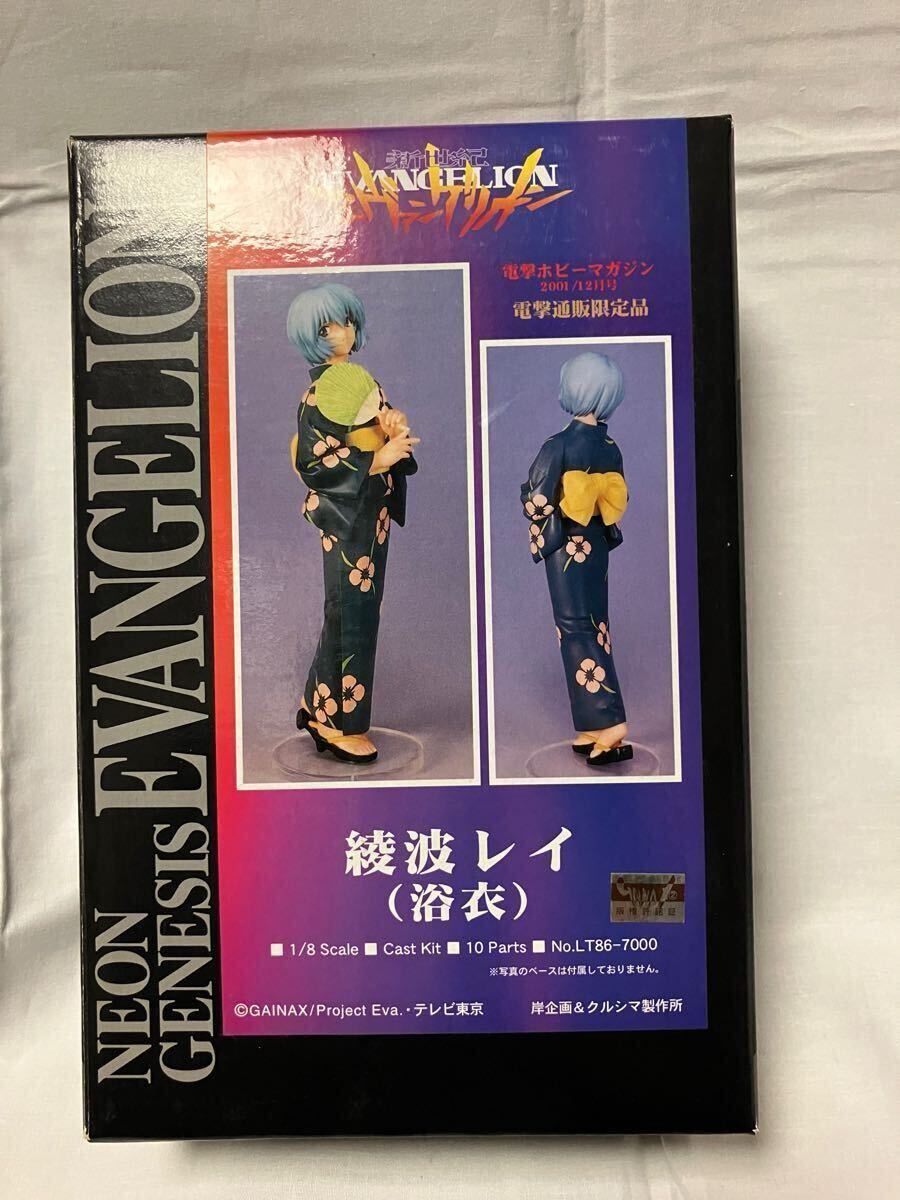 NEON
GENESIS EVANGELION
新世紀
EVANGELION
エヴァンゲリオン
電撃ホビーマガジン
2001/12月号
電撃通販限定品
綾波レイ
(浴衣)
■ 1/8 Scale ■ Cast Kit ■ 10 Parts ■ No.LT86-7000
※写真のベースは付属しておりません。
版権許諾証
©GAINAX/Project Eva.・テレビ東京
岸企画&クルシマ製作所